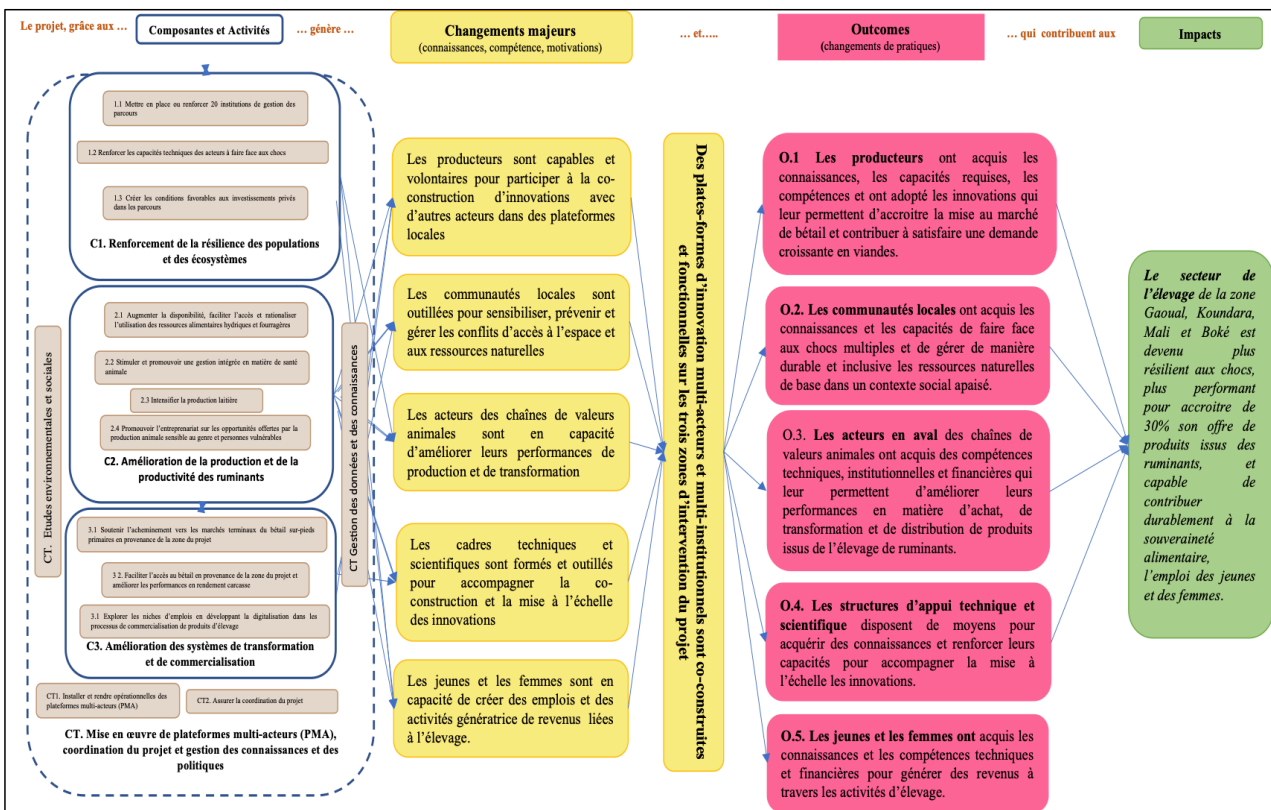 Le projet, grâce aux …
Composantes et Activités
… génère …
Changements majeurs
(connaissances, compétence, motivations)
… et…..
Outcomes
(changements de pratiques)
… qui contribuent aux
Impacts
1.1 Mettre en place ou renforcer 20 institutions de gestion des
parcours
1.2 Renforcer les capacités techniques des acteurs à faire face aux chocs
1.3 Créer les conditions favorables aux investissements privés
dans les parcours
C1. Renforcement de la résilience des populations
et des écosystèmes
2.1 Augmenter la disponibilité, faciliter l'accès et rationaliser
l'utilisation des ressources alimentaires hydriques et fourragères
2.2 Stimuler et promouvoir une gestion intégrée en matière de santé
animale
2.3 Intensifier la production laitière
2.4 Promouvoir l'entreprenariat sur les opportunités offertes par la
production animale sensible au genre et personnes vulnérables
C2. Amélioration de la production et de la
productivité des ruminants
3.1 Soutenir l'acheminement vers les marchés terminaux du bétail sur-pieds
primaires en provenance de la zone du projet
3 2. Faciliter l'accès au bétail en provenance de la zone du projet et
améliorer les performances en rendement carcasse
3.1 Explorer les niches d'emplois en développant la digitalisation dans les
processus de commercialisation de produits d'élevage
C3. Amélioration des systèmes de transformation
et de commercialisation
CT1. Installer et rendre opérationnelles des
plateformes multi-acteurs (PMA)
CT2. Assurer la coordination du projet
CT. Mise en œuvre de plateformes multi-acteurs (PMA),
coordination du projet et gestion des connaissances et des
politiques
CT. Etudes environnementales et sociales
CT Gestion des données et des connaissances
Les producteurs sont capables et
volontaires pour participer à la co-
construction d'innovations avec
d'autres acteurs dans des plateformes
locales
Les communautés locales sont
outillées pour sensibiliser, prévenir et
gérer les conflits d'accès à l'espace et
aux ressources naturelles
Les acteurs des chaînes de valeurs
animales sont en capacité
d'améliorer leurs performances de
production et de transformation
Les cadres techniques et
scientifiques sont formés et outillés
pour accompagner la co-
construction et la mise à l'échelle
des innovations
Les jeunes et les femmes sont en
capacité de créer des emplois et des
activités génératrice de revenus liées
à l'élevage.
Des plates-formes d'innovation multi-acteurs et multi-institutionnels sont co-construites
et fonctionnelles sur les trois zones d'intervention du projet
O.1 Les producteurs ont acquis les
connaissances, les capacités requises, les
compétences et ont adopté les innovations qui
leur permettent d'accroitre la mise au marché
de bétail et contribuer à satisfaire une demande
croissante en viandes.
O.2. Les communautés locales ont acquis les
connaissances et les capacités de faire face
aux chocs multiples et de gérer de manière
durable et inclusive les ressources naturelles
de base dans un contexte social apaisé.
O.3. Les acteurs en aval des chaînes de
valeurs animales ont acquis des compétences
techniques, institutionnelles et financières qui
leur permettent d'améliorer leurs
performances en matière d'achat,
de transformation et de distribution de produits
issus de l'élevage de ruminants.
O.4. Les structures d'appui technique et
scientifique disposent de moyens pour
acquérir des connaissances et renforcer leurs
capacités pour accompagner la mise à
l'échelle les innovations.
O.5. Les jeunes et les femmes ont acquis les
connaissances et les compétences techniques
et financières pour générer des revenus à
travers les activités d'élevage.
Le secteur de
l'élevage de la zone
Gaoual, Koundara,
Mali et Boké est
devenu plus
résilient aux chocs,
plus performant
pour accroitre de
30% son offre de
produits issus des
ruminants, et
capable de
contribuer
durablement à la
souveraineté
alimentaire,
l'emploi des jeunes
et des femmes.